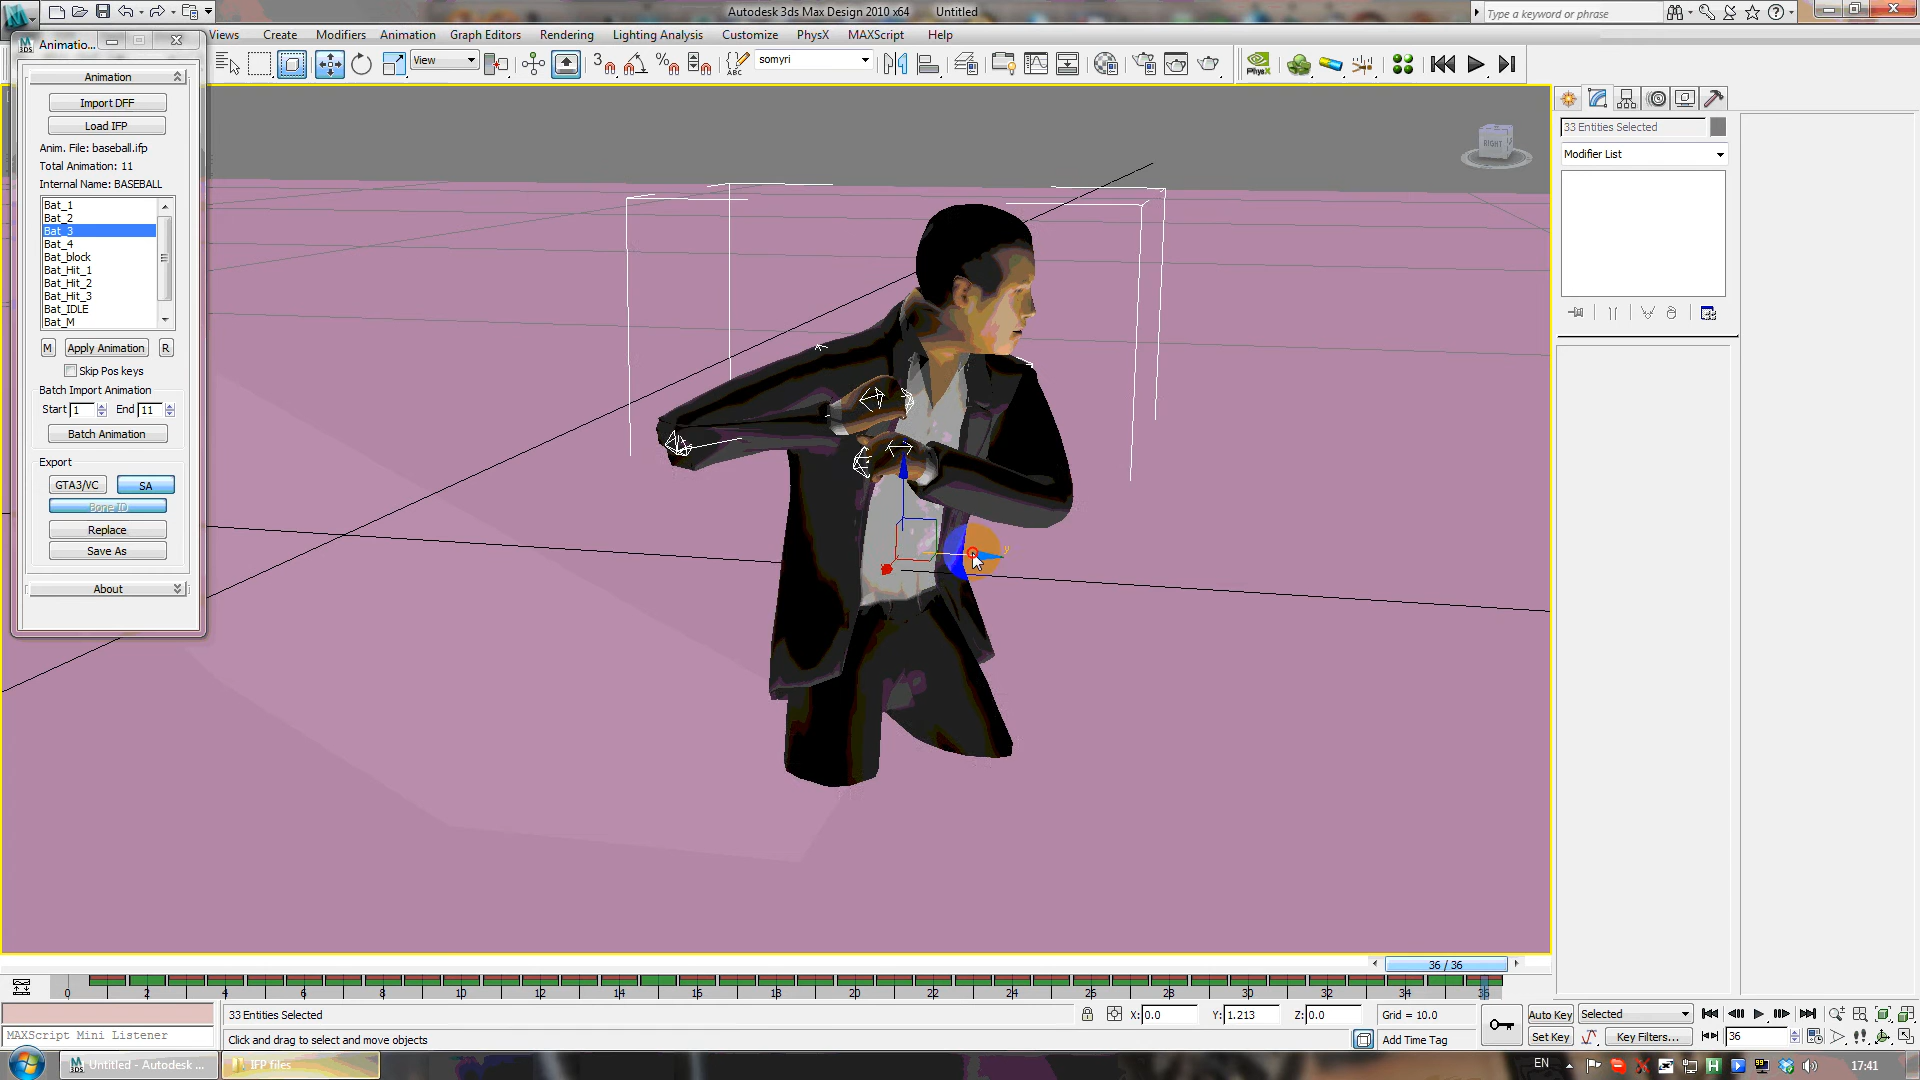 Autodesk 3ds Max Design 2010 x64 Untitled
Type a keyword or phrase
Views Create Modifiers Animation Graph Editors Rendering Lighting Analysis Customize PhysX MAXScript Help
View
3
ABC
somyri
PhysX
Animatio...
Animation
Import DFF
Load IFP
Anim. File: baseball.ifp
Total Animation: 11
Internal Name: BASEBALL
Bat_1
Bat_2
Bat_3
Bat_4
Bat_block
Bat_Hit_1
Bat_Hit_2
Bat_Hit_3
Bat_IDLE
Bat_M
M Apply Animation R
Skip Pos keys
Batch Import Animation
Start 1 End 11
Batch Animation
Export
GTA3/VC SA
Bone ID
Replace
Save As
About
RIGHT
y
33 Entities Selected
Modifier List
36 / 36
0 2 4 6 8 10 12 14 16 18 20 22 24 26 28 30 32 34 36
33 Entities Selected
X: 0.0 Y: 1.213 Z: 0.0 Grid = 10.0
Auto Key Selected
MAXScript Mini Listener
Click and drag to select and move objects
Add Time Tag
Set Key Key Filters... 36
Untitled - Autodesk ...
IFP files
EN
17:41